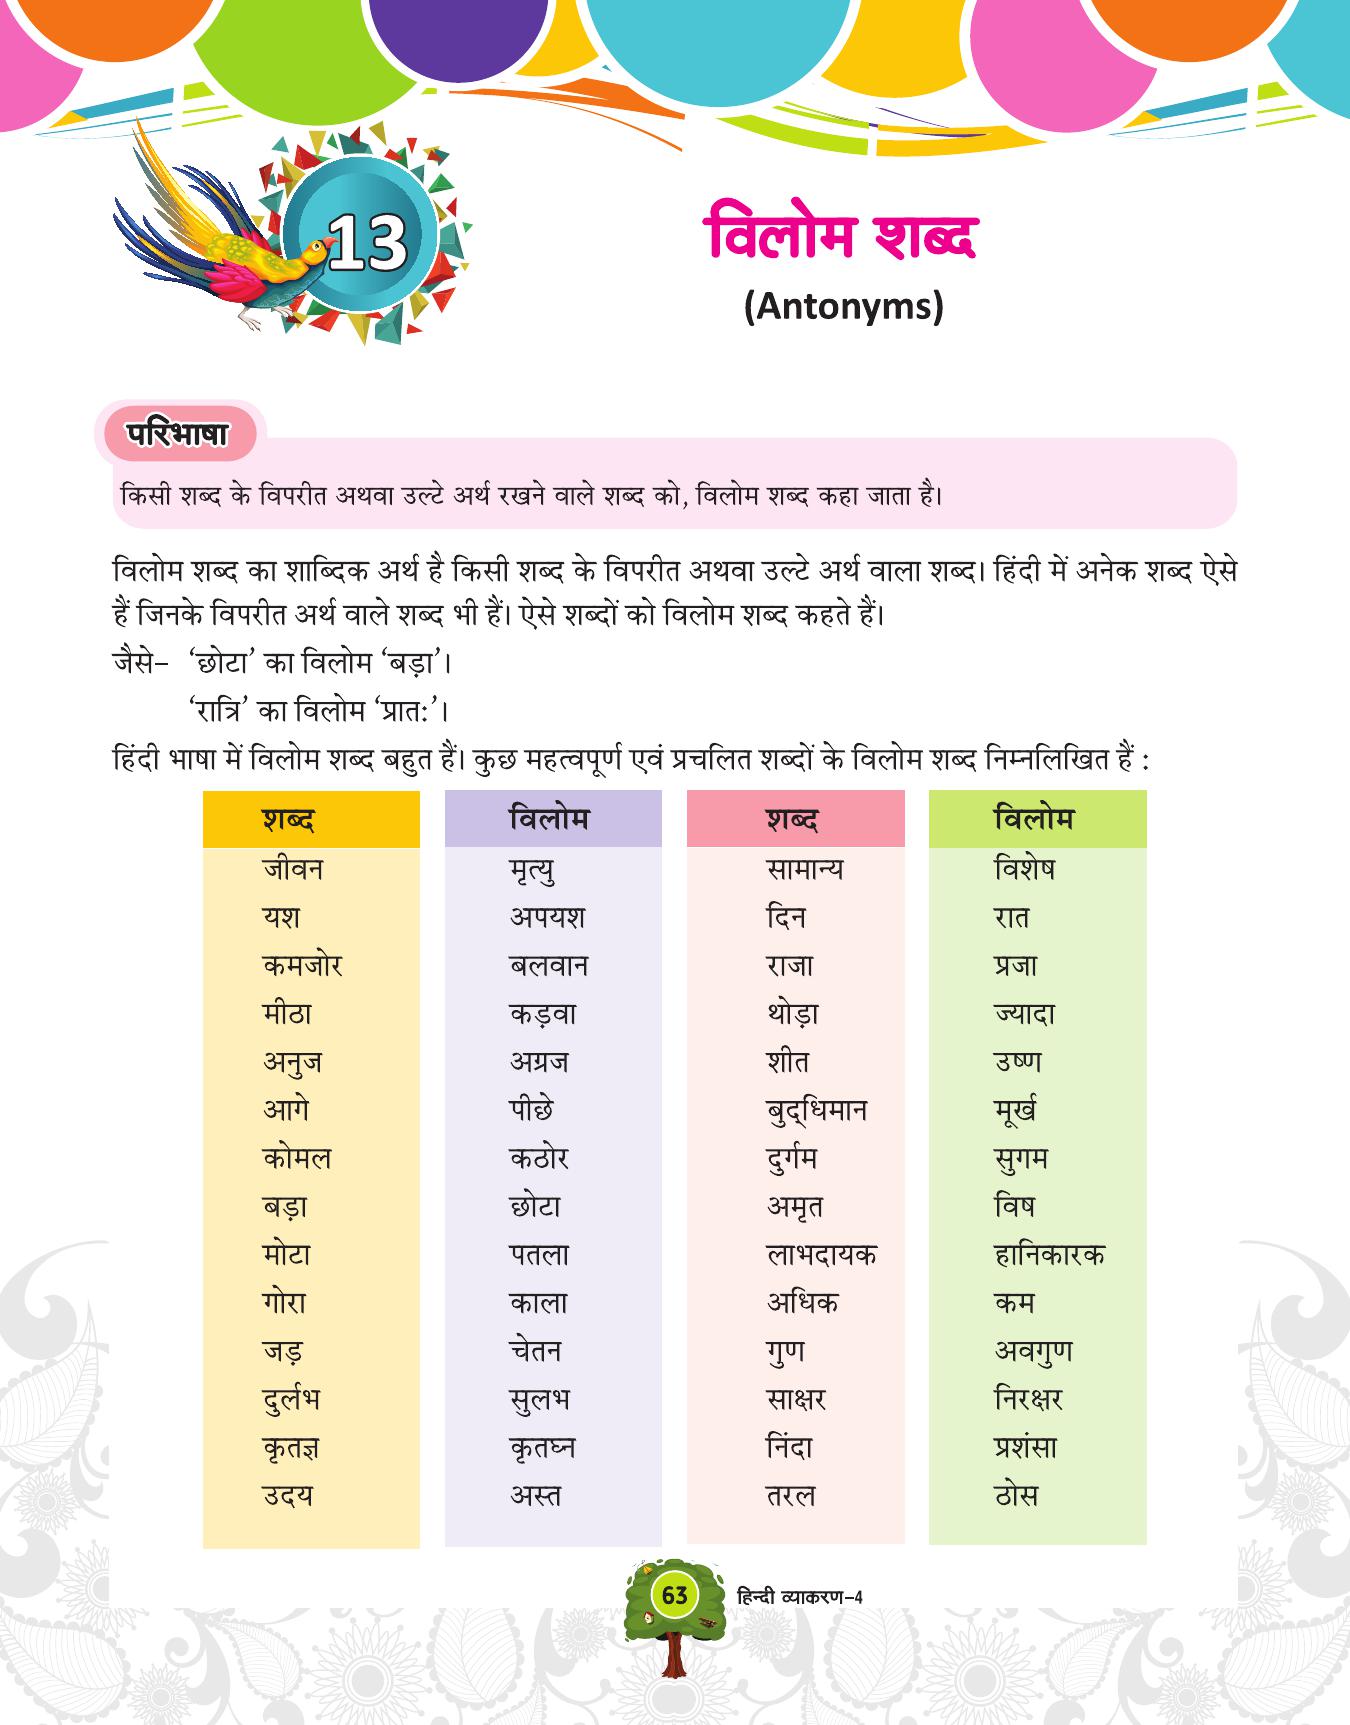 13
विलोम शब्द
(Antonyms)
परिभाषा
किसी शब्द के विपरीत अथवा उल्टे अर्थ रखने वाले शब्द को, विलोम शब्द कहा जाता है।
विलोम शब्द का शाब्दिक अर्थ है किसी शब्द के विपरीत अथवा उल्टे अर्थ वाला शब्द। हिंदी में अनेक शब्द ऐसे
हैं जिनके विपरीत अर्थ वाले शब्द भी हैं। ऐसे शब्दों को विलोम शब्द कहते हैं।
जैसे– ‘छोटा’ का विलोम ‘बड़ा’।
‘रात्रि’ का विलोम ‘प्रात:’।
हिंदी भाषा में विलोम शब्द बहुत हैं। कुछ महत्वपूर्ण एवं प्रचलित शब्दों के विलोम शब्द निम्नलिखित हैं :
शब्द विलोम शब्द विलोम
जीवन मृत्यु सामान्य विशेष
यश अपयश दिन रात
कमजोर बलवान राजा प्रजा
मीठा कड़वा थोड़ा ज्यादा
अनुज अग्रज शीत उष्ण
आगे पीछे बुद्‌धिमान मूर्ख
कोमल कठोर दुर्गम सुगम
बड़ा छोटा अमृत विष
मोटा पतला लाभदायक हानिकारक
गोरा काला अधिक कम
जड़ चेतन गुण अवगुण
दुर्लभ सुलभ साक्षर निरक्षर
कृतज्ञ कृतघ्न निंदा प्रशंसा
उदय अस्त तरल ठोस
63 हिन्दी व्याकरण–4